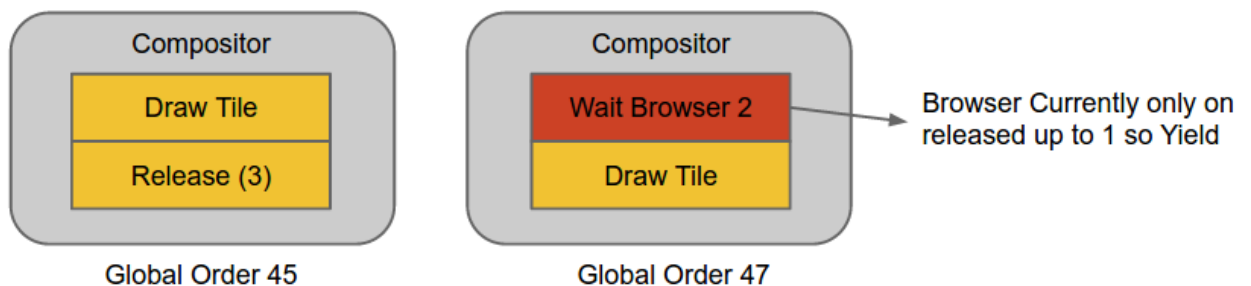 Compositor
Draw Tile
Release (3)
Global Order 45
Compositor
Wait Browser 2
Draw Tile
Global Order 47
Browser Currently only on
released up to 1 so Yield